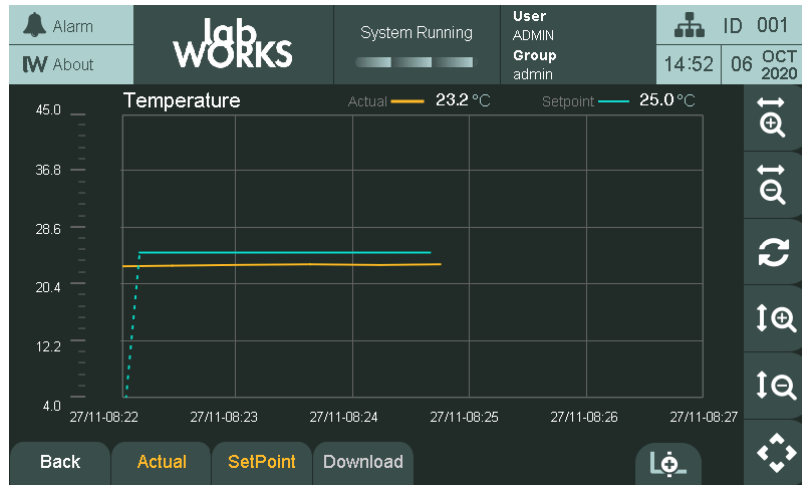 Alarm
About
lab
WORKS
System Running
User
ADMIN
Group
admin
ID 001
14:52
06 OCT
2020
Temperature
Actual 23.2 °C
Setpoint 25.0 °C
45.0
36.8
28.6
20.4
12.2
4.0
27/11-08:22
27/11-08:23
27/11-08:24
27/11-08:25
27/11-08:26
27/11-08:27
Back
Actual
SetPoint
Download